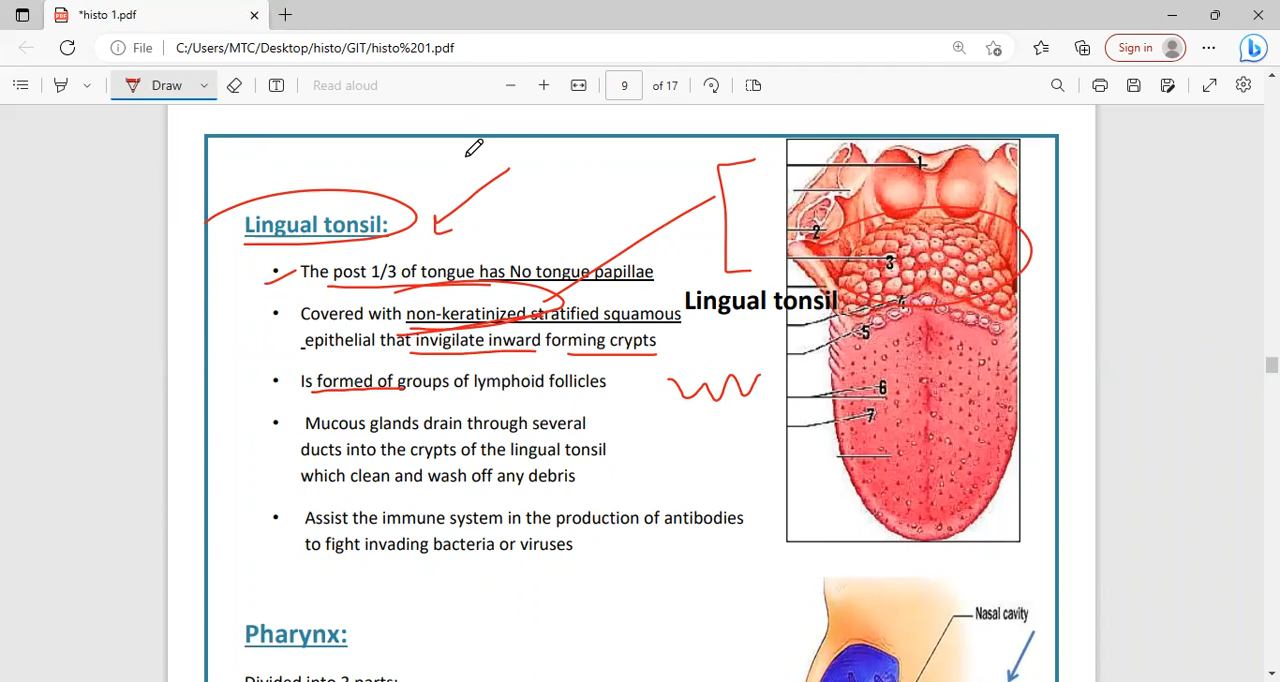 *histo 1.pdf
File
C:/Users/MTC/Desktop/histo/GIT/histo%201.pdf
Sign in
Draw
Read aloud
9
of 17
Lingual tonsil:
• The post 1/3 of tongue has No tongue papillae
Covered with non-keratinized stratified squamous
epithelial that invigilate inward forming crypts
• Is formed of groups of lymphoid follicles
• Mucous glands drain through several
ducts into the crypts of the lingual tonsil
which clean and wash off any debris
• Assist the immune system in the production of antibodies
to fight invading bacteria or viruses
Lingual tonsil
1
2
3
4
5
6
7
Pharynx:
Nasal cavity
Divided into 3 parts: